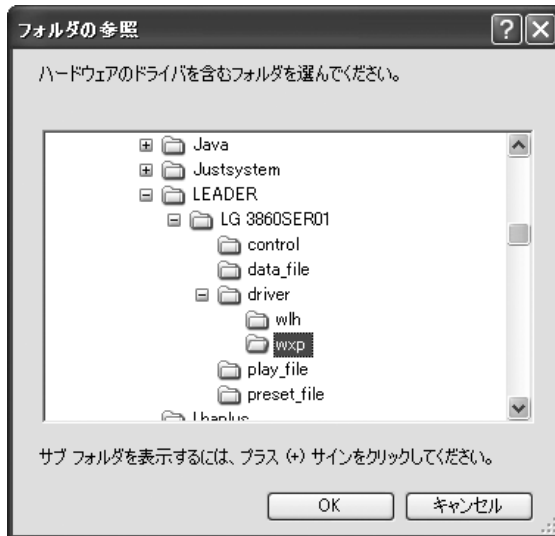 フォルダの参照
ハードウェアのドライバを含むフォルダを選んでください。
Java
Justsystem
LEADER
LG 3860SER01
control
data_file
driver
wlh
wxp
play_file
preset_file
Lhaplus
サブ フォルダを表示するには、プラス (+) サインをクリックしてください。
OK
キャンセル